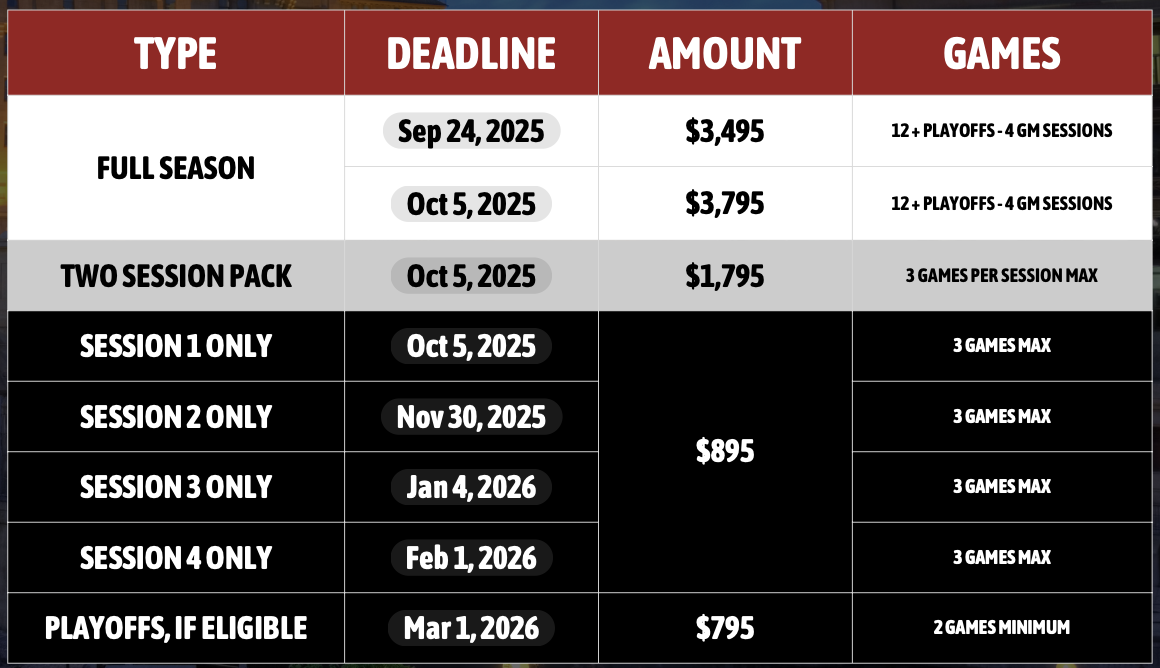 TYPE DEADLINE AMOUNT GAMES
FULL SEASON
Sep 24, 2025 $3,495 12 + PLAYOFFS - 4 GM SESSIONS
Oct 5, 2025 $3,795 12 + PLAYOFFS - 4 GM SESSIONS
TWO SESSION PACK Oct 5, 2025 $1,795 3 GAMES PER SESSION MAX
SESSION 1 ONLY Oct 5, 2025 3 GAMES MAX
SESSION 2 ONLY Nov 30, 2025 3 GAMES MAX
$895
SESSION 3 ONLY Jan 4, 2026 3 GAMES MAX
SESSION 4 ONLY Feb 1, 2026 3 GAMES MAX
PLAYOFFS, IF ELIGIBLE Mar 1, 2026 $795 2 GAMES MINIMUM